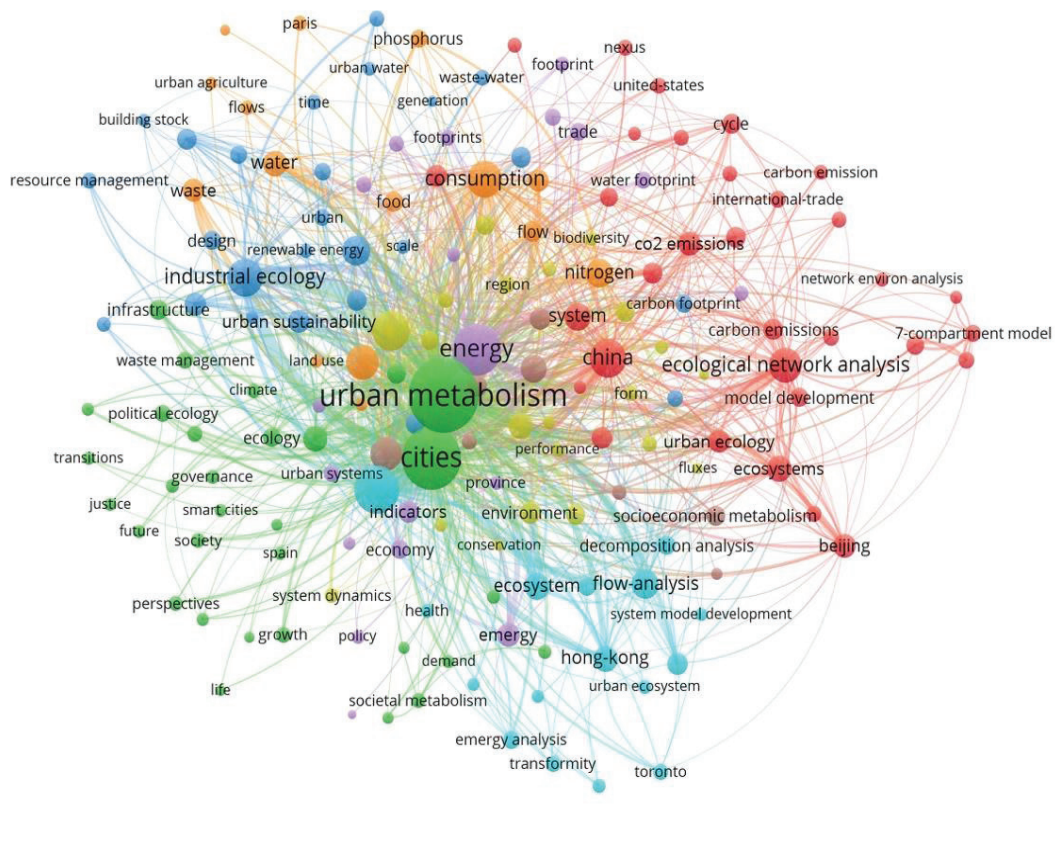 paris
phosphorus
nexus
footprint
urban water
waste-water
urban agriculture
united-states
time
generation
flows
building stock
cycle
footprints
trade
water
resource management
waste
consumption
water footprint
carbon emission
food
international-trade
urban
flow
biodiversity
design
renewable energy
scale
co2 emissions
industrial ecology
nitrogen
region
network environ analysis
infrastructure
carbon footprint
urban sustainability
system
carbon emissions
7-compartment model
energy
waste management
land use
china
ecological network analysis
climate
urban metabolism
form
model development
political ecology
ecology
urban ecology
performance
transitions
cities
fluxes
ecosystems
governance
urban systems
province
justice
smart cities
indicators
environment
socioeconomic metabolism
future
society
spain
economy
conservation
decomposition analysis
beijing
ecosystem
flow-analysis
perspectives
system dynamics
health
system model development
growth
policy
emergy
demand
hong-kong
life
urban ecosystem
societal metabolism
emergy analysis
transformity
toronto